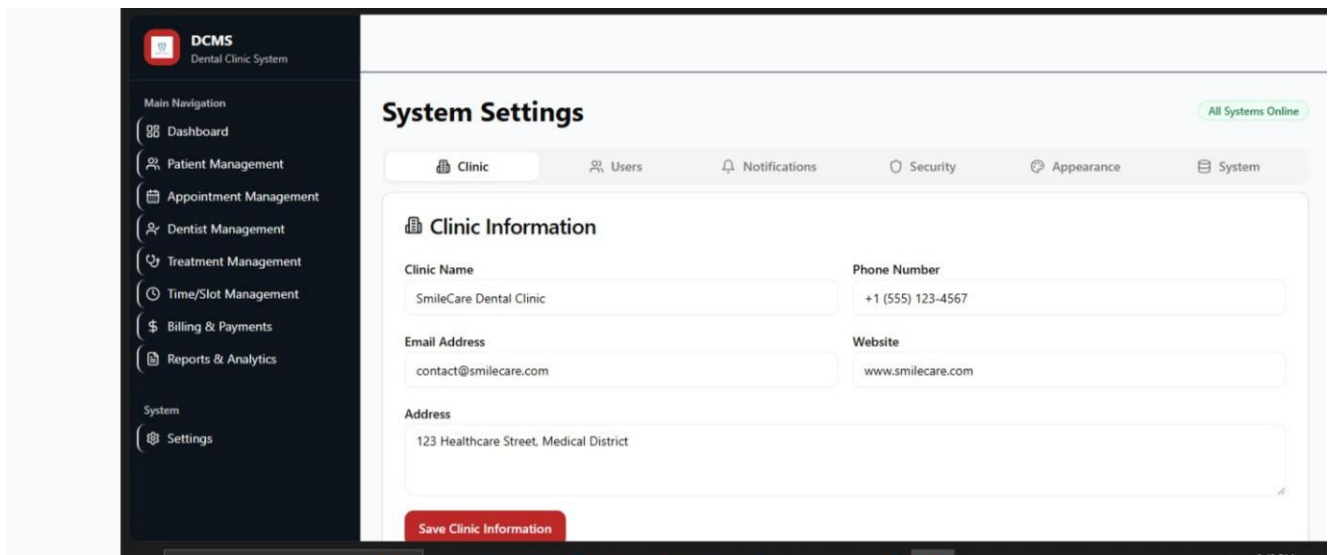 DCMS
Dental Clinic System
Main Navigation
Dashboard
Patient Management
Appointment Management
Dentist Management
Treatment Management
Time/Slot Management
Billing & Payments
Reports & Analytics
System
Settings
System Settings
All Systems Online
Clinic Users Notifications Security Appearance System
Clinic Information
Clinic Name
SmileCare Dental Clinic
Phone Number
+1 (555) 123-4567
Email Address
contact@smilecare.com
Website
www.smilecare.com
Address
123 Healthcare Street, Medical District
Save Clinic Information